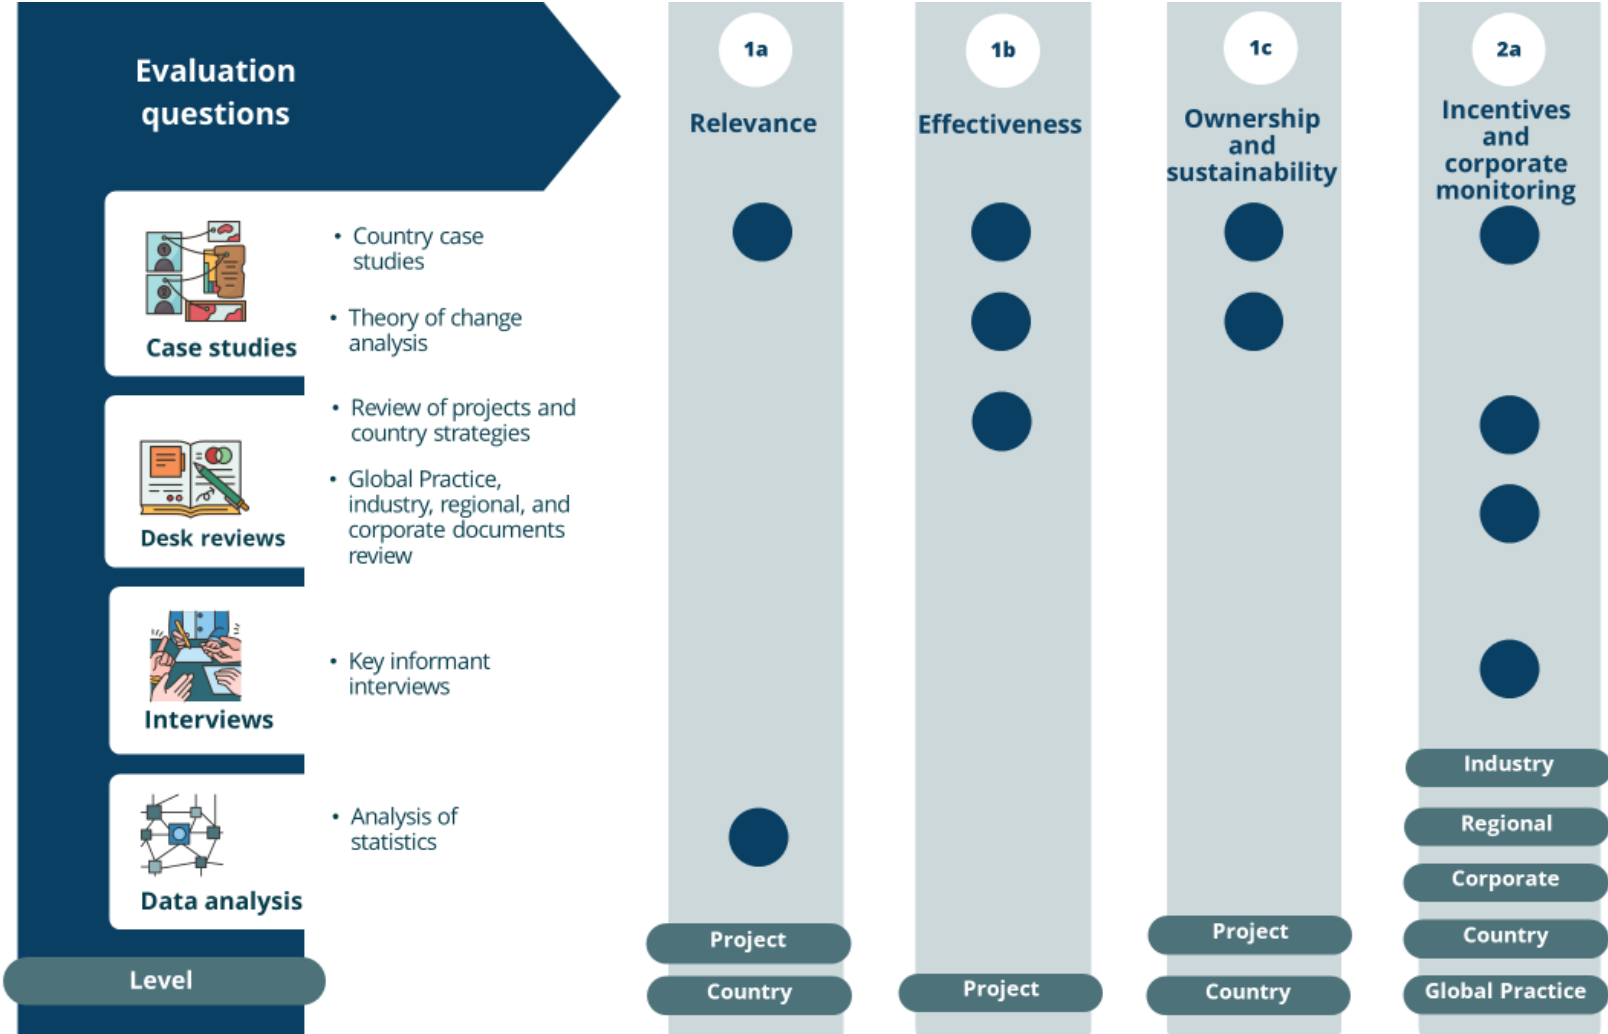 Evaluation
questions
1a
Relevance
1b
Effectiveness
1c
Ownership
and
sustainability
2a
Incentives
and
corporate
monitoring
Case studies
• Country case
studies
• Theory of change
analysis
Desk reviews
• Review of projects and
country strategies
• Global Practice,
industry, regional, and
corporate documents
review
Interviews
• Key informant
interviews
Data analysis
• Analysis of
statistics
Level
Project
Country
Project
Project
Country
Industry
Regional
Corporate
Country
Global Practice